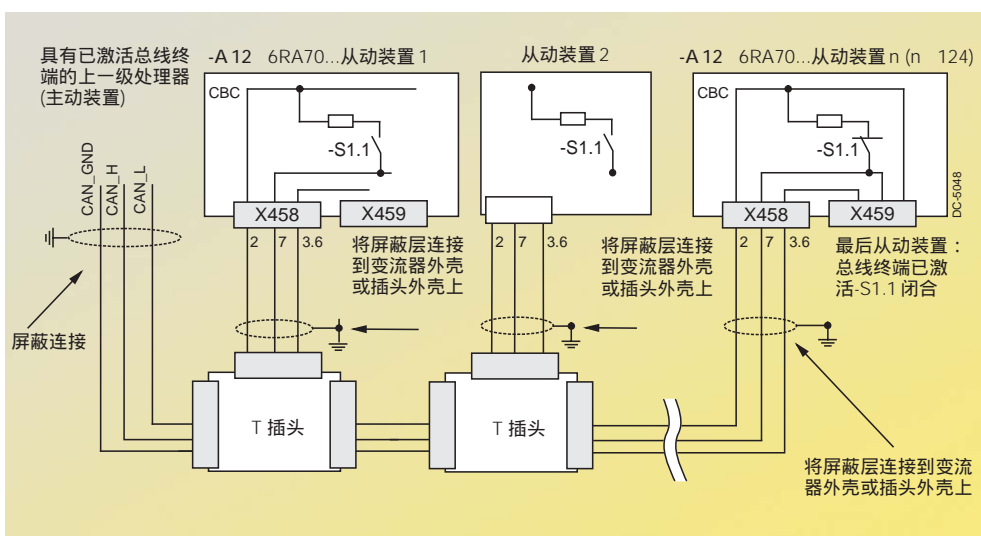 具有已激活总线终
端的上一级处理器
(主动装置)
-A 12 6RA70...从动装置 1
从动装置 2
-A 12 6RA70...从动装置 n (n 124)
CBC
-S1.1
X458
X459
-S1.1
CBC
-S1.1
X458
X459
DC-5048
CAN_GND
CAN_H
CAN_L
2 7 3.6
将屏蔽层连接
到变流器外壳
或插头外壳上
2 7 3.6
将屏蔽层连接
到变流器外壳
或插头外壳上
2 7 3.6
最后从动装置：
总线终端已激
活-S1.1 闭合
屏蔽连接
T 插头
T 插头
将屏蔽层连接到变流
器外壳或插头外壳上